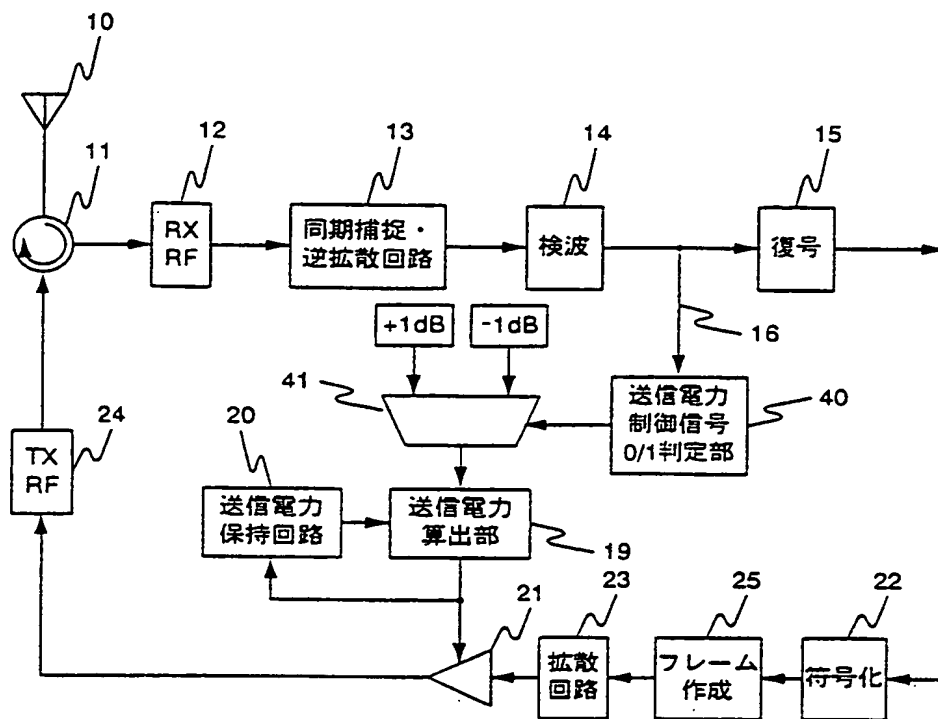 10
11
12
RX
RF
13
同期捕捉・
逆拡散回路
14
検波
15
復号
16
+1dB
-1dB
41
送信電力
制御信号
0/1判定部
40
24
TX
RF
20
送信電力
保持回路
送信電力
算出部
19
21
23
拡散
回路
25
フレーム
作成
22
符号化